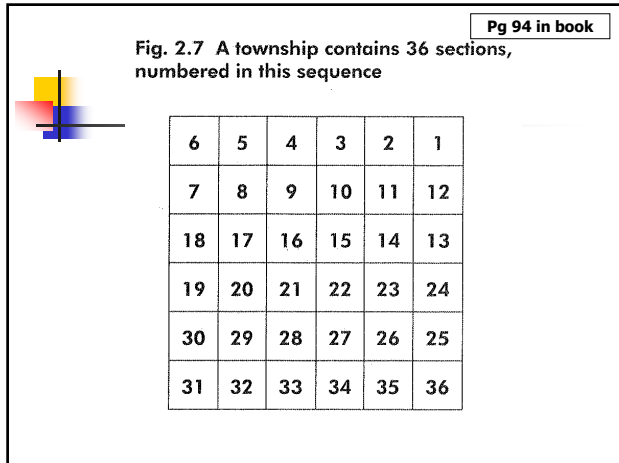 Pg 94 in book
Fig. 2.7 A township contains 36 sections,
numbered in this sequence
6 5 4 3 2 1
7 8 9 10 11 12
18 17 16 15 14 13
19 20 21 22 23 24
30 29 28 27 26 25
31 32 33 34 35 36